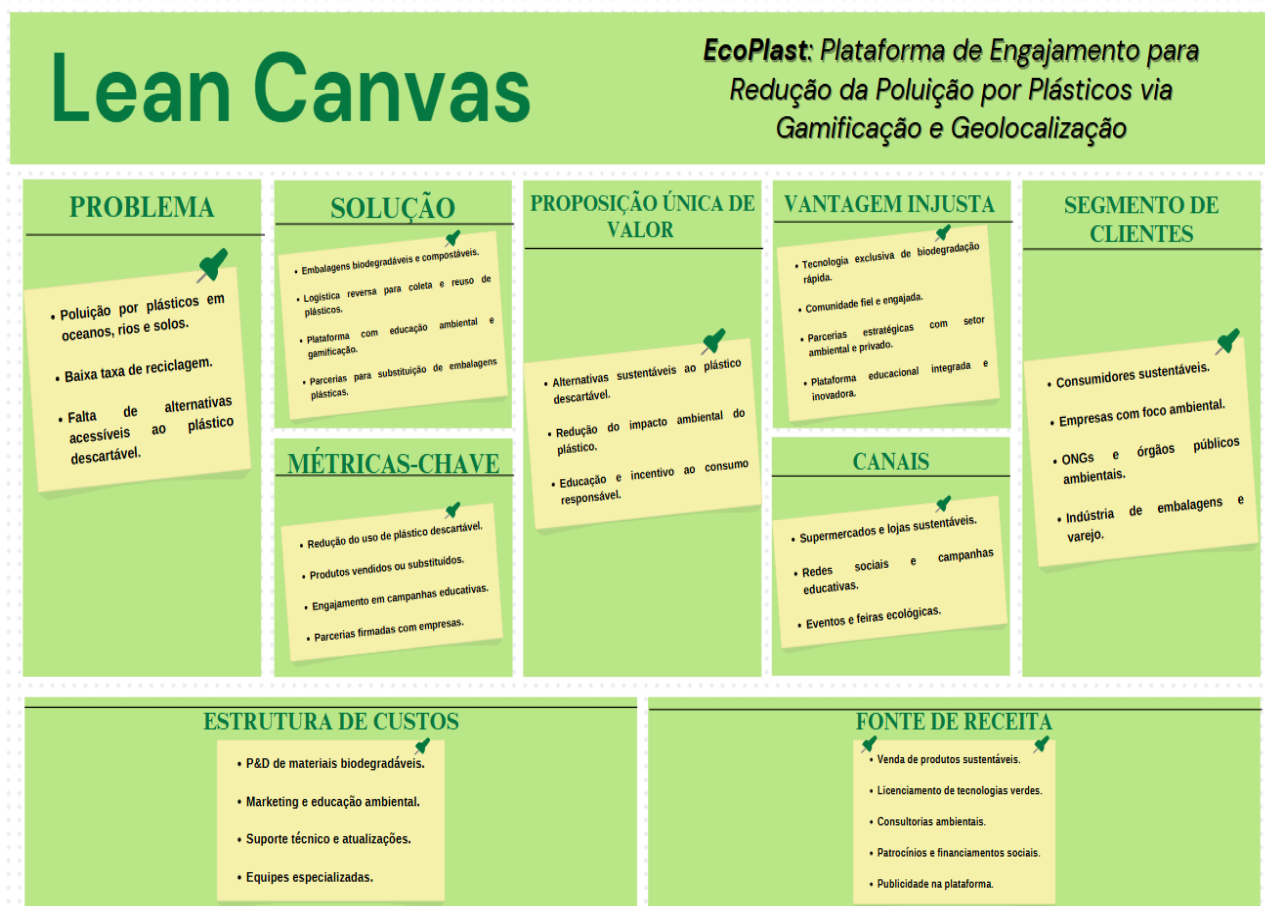 Lean Canvas
EcoPlast: Plataforma de Engajamento para
Redução da Poluição por Plásticos via
Gamificação e Geolocalização
PROBLEMA
• Poluição por plásticos em
oceanos, rios e solos.
• Baixa taxa de reciclagem.
• Falta de alternativas
acessíveis ao plástico
descartável.
SOLUÇÃO
• Embalagens biodegradáveis e compostáveis.
• Logística reversa para coleta e reuso de
plásticos.
• Plataforma com educação ambiental e
gamificação.
• Parcerias para substituição de embalagens
plásticas.
MÉTRICAS-CHAVE
• Redução do uso de plástico descartável.
• Produtos vendidos ou substituídos.
• Engajamento em campanhas educativas.
• Parcerias firmadas com empresas.
PROPOSIÇÃO ÚNICA DE
VALOR
• Alternativas sustentáveis ao plástico
descartável.
• Redução do impacto ambiental do
plástico.
• Educação e incentivo ao consumo
responsável.
VANTAGEM INJUSTA
• Tecnologia exclusiva de biodegradação
rápida.
• Comunidade fiel e engajada.
• Parcerias estratégicas com setor
ambiental e privado.
• Plataforma educacional integrada e
inovadora.
CANAIS
• Supermercados e lojas sustentáveis.
• Redes sociais e campanhas
educativas.
• Eventos e feiras ecológicas.
SEGMENTO DE
CLIENTES
• Consumidores sustentáveis.
• Empresas com foco ambiental.
• ONGs e órgãos públicos
ambientais.
• Indústria de embalagens e
varejo.
ESTRUTURA DE CUSTOS
• P&D de materiais biodegradáveis.
• Marketing e educação ambiental.
• Suporte técnico e atualizações.
• Equipes especializadas.
FONTE DE RECEITA
• Venda de produtos sustentáveis.
• Licenciamento de tecnologias verdes.
• Consultorias ambientais.
• Patrocínios e financiamentos sociais.
• Publicidade na plataforma.